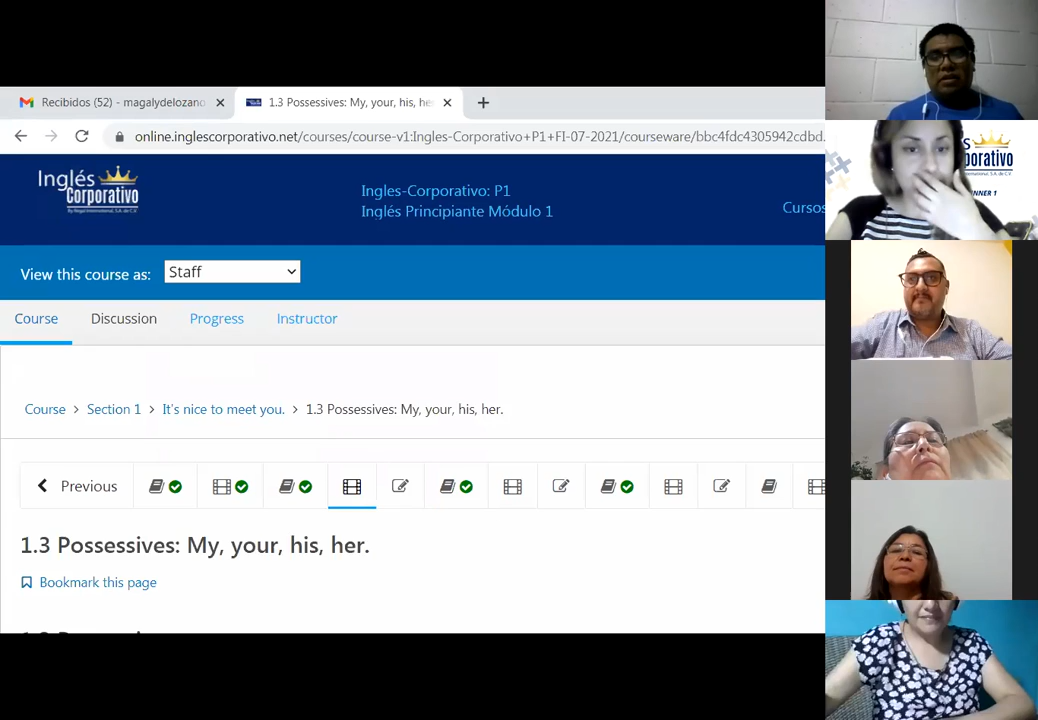 Recibidos (52) - magalydelozano
1.3 Possessives: My, your, his, he
online.inglescorporativo.net/courses/course-v1:Ingles-Corporativo+P1+FI-07-2021/courseware/bbc4fdc4305942cdbd.
Inglés
Corporativo
Ingles-Corporativo: P1
Inglés Principiante Módulo 1
Cursos
View this course as:
Staff
Course
Discussion
Progress
Instructor
Course > Section 1 > It's nice to meet you. > 1.3 Possessives: My, your, his, her.
Previous
1.3 Possessives: My, your, his, her.
Bookmark this page